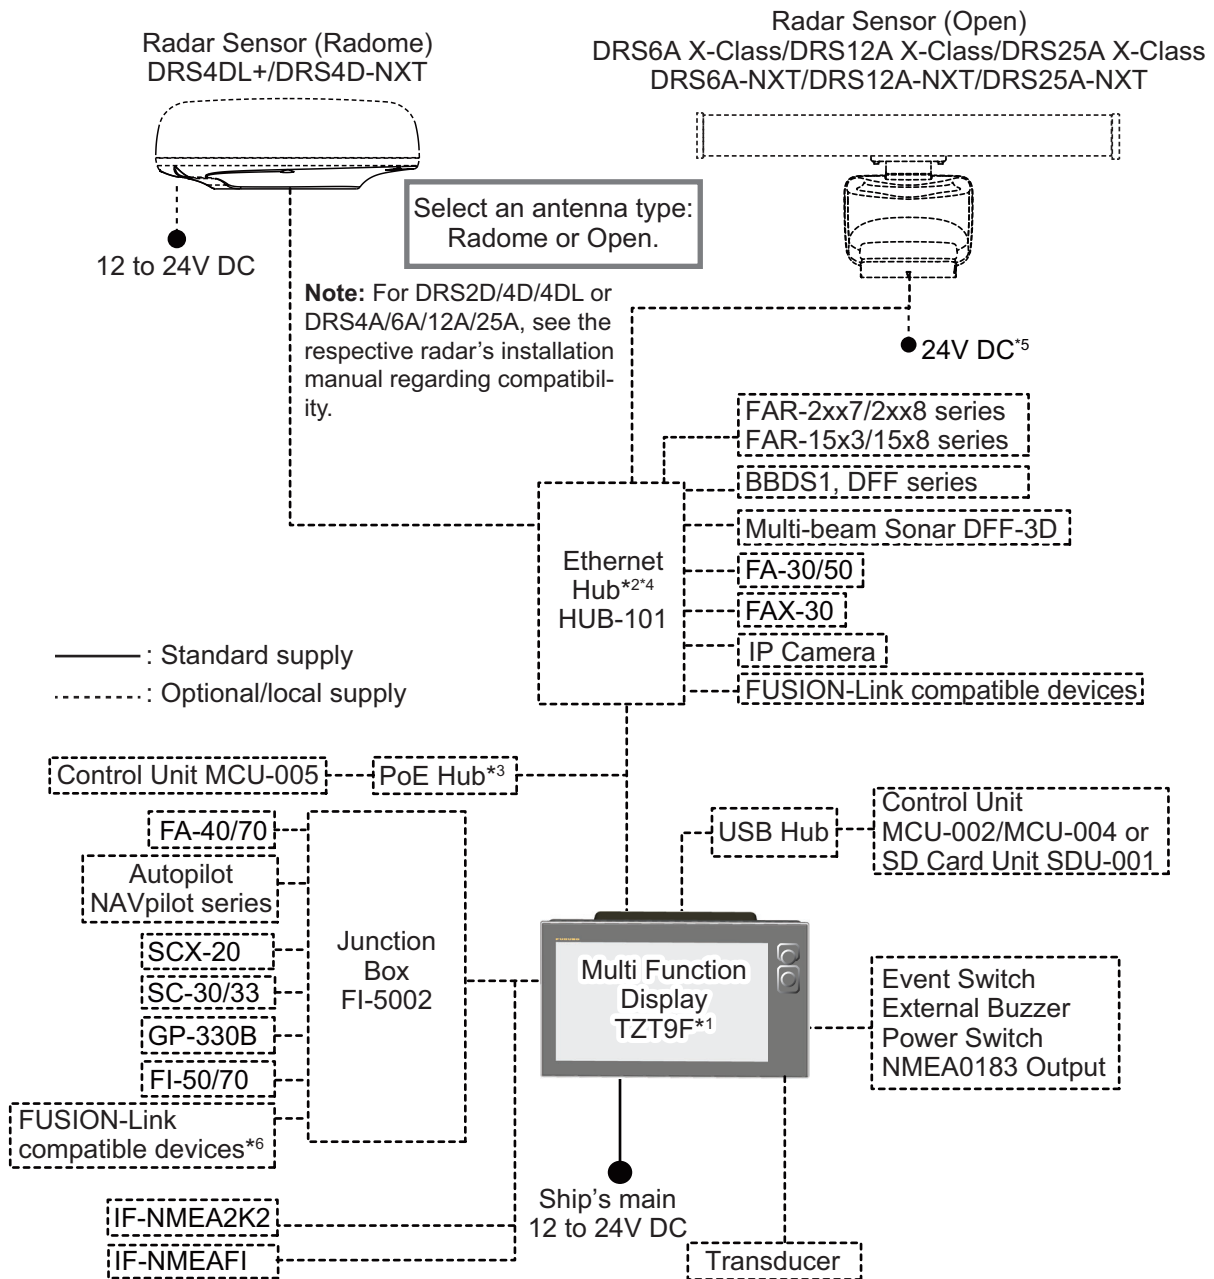 Radar Sensor (Radome)
DRS4DL+/DRS4D-NXT
Radar Sensor (Open)
DRS6A X-Class/DRS12A X-Class/DRS25A X-Class
DRS6A-NXT/DRS12A-NXT/DRS25A-NXT
Select an antenna type:
Radome or Open.
12 to 24V DC
Note: For DRS2D/4D/4DL or
DRS4A/6A/12A/25A, see the
respective radar's installation
manual regarding compatibil-
ity.
24V DC*5
FAR-2xx7/2xx8 series
FAR-15x3/15x8 series
BBDS1, DFF series
Multi-beam Sonar DFF-3D
FA-30/50
FAX-30
IP Camera
FUSION-Link compatible devices
Ethernet
Hub*2*4
HUB-101
: Standard supply
: Optional/local supply
Control Unit MCU-005
PoE Hub*3
USB Hub
Control Unit
MCU-002/MCU-004 or
SD Card Unit SDU-001
FA-40/70
Autopilot
NAVpilot series
SCX-20
SC-30/33
GP-330B
FI-50/70
FUSION-Link
compatible devices*6
Junction
Box
FI-5002
FURUNO
Multi Function
Display
TZT9F*1
Event Switch
External Buzzer
Power Switch
NMEA0183 Output
IF-NMEA2K2
IF-NMEAFI
Ship's main
12 to 24V DC
Transducer